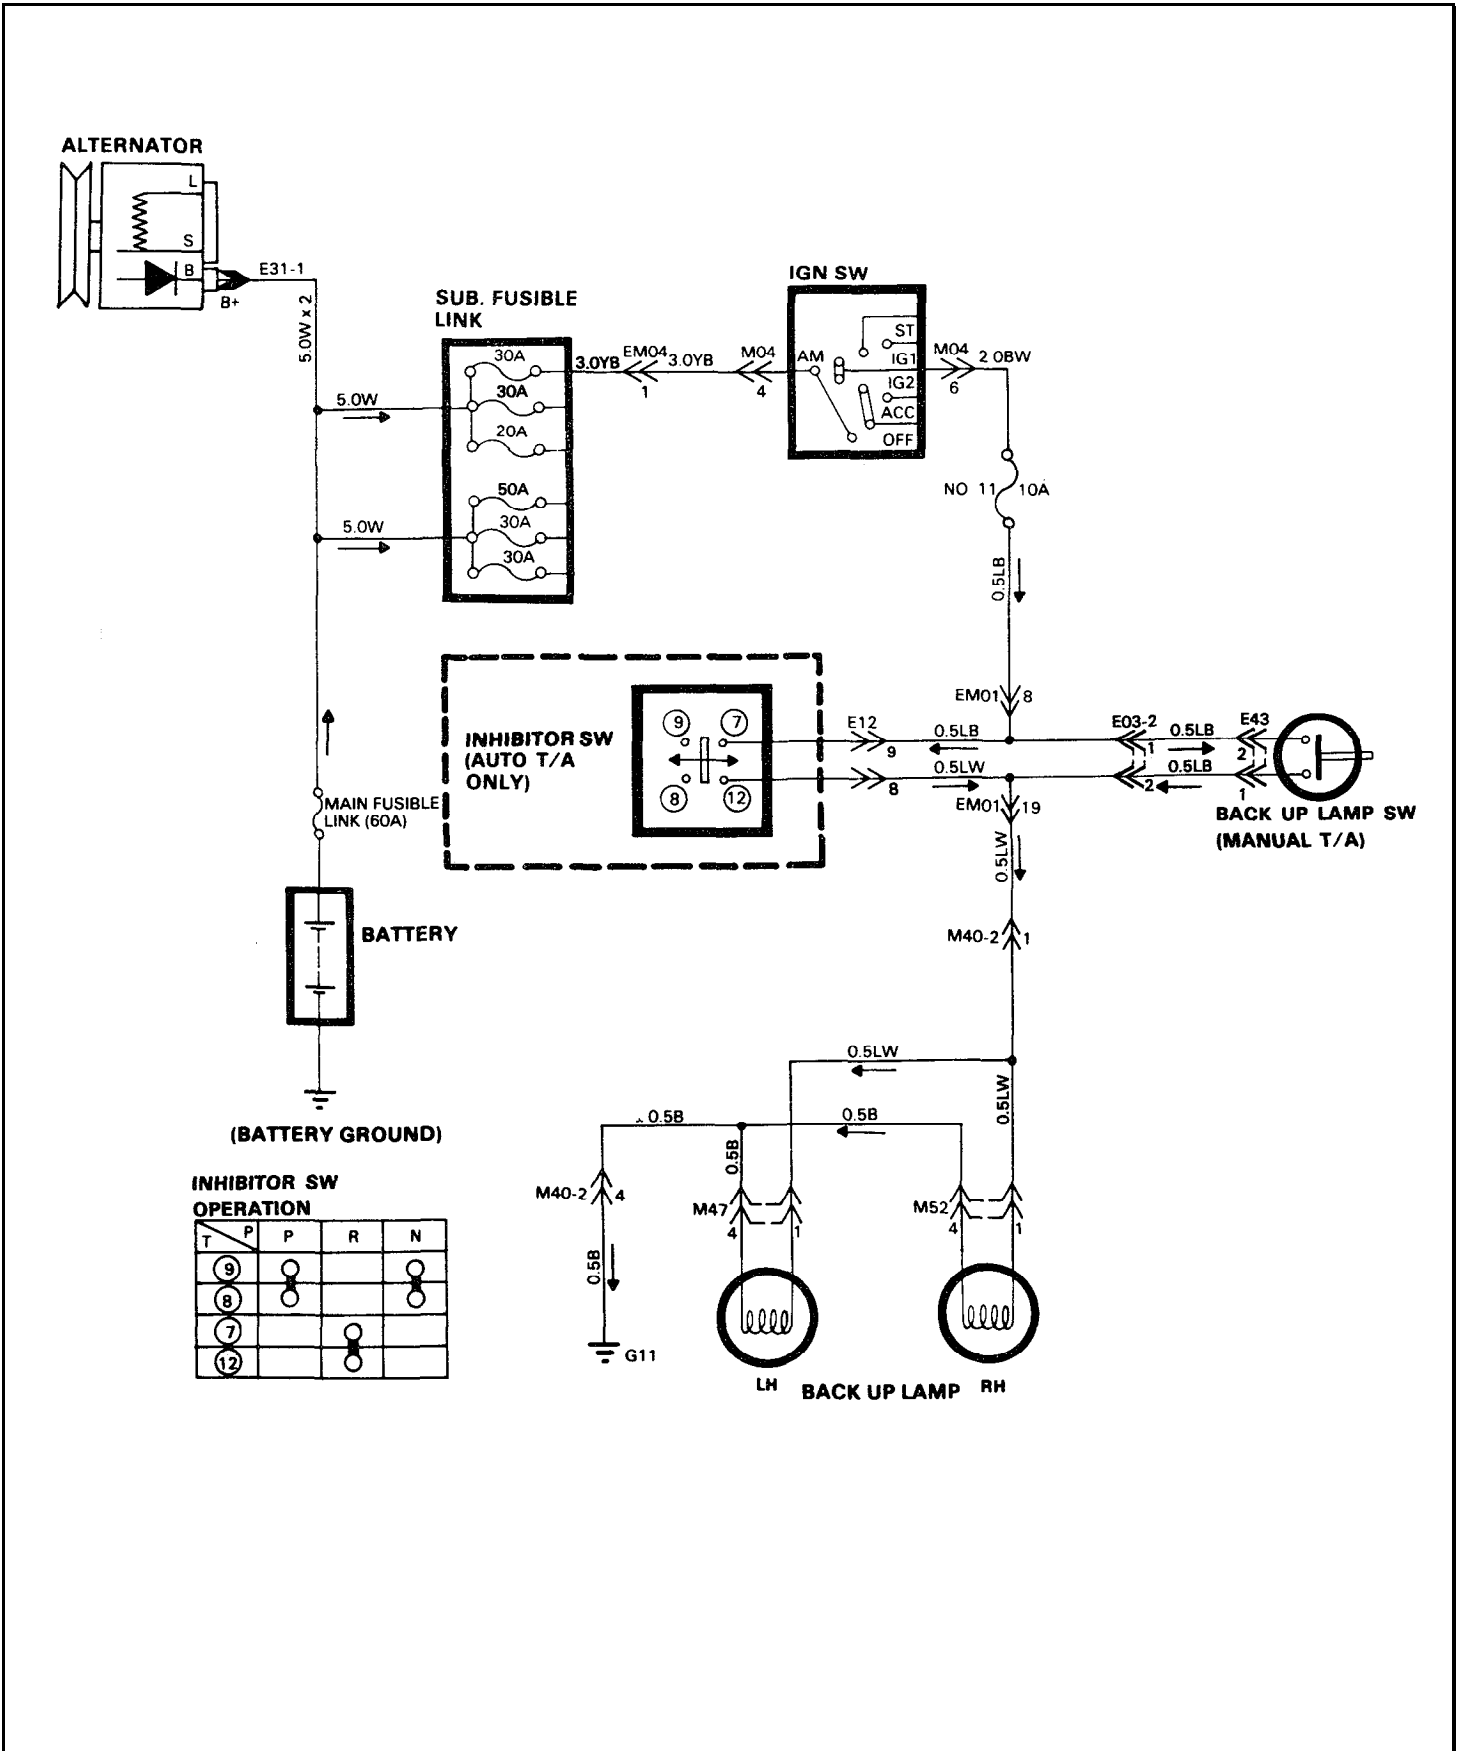 ALTERNATOR
L
S
B
B+
E31-1
5.0W x 2
SUB. FUSIBLE
LINK
30A
30A
20A
50A
30A
30A
5.0W
5.0W
3.0YB
EM04
1
3.0YB
M04
4
IGN SW
AM
ST
IG1
IG2
ACC
OFF
M04
6
2 0BW
NO 11
10A
0.5LB
EM01
8
INHIBITOR SW
(AUTO T/A
ONLY)
9
7
8
12
E12
9
0.5LB
8
0.5LW
E03-2
1
0.5LB
E43
2
2
0.5LB
1
BACK UP LAMP SW
(MANUAL T/A)
EM01
19
0.5LW
MAIN FUSIBLE
LINK (60A)
BATTERY
(BATTERY GROUND)
M40-2
1
0.5LW
0.5LW
0.5B
0.5B
0.5B
M40-2
4
M47
4
1
M52
4
1
0.5B
G11
LH
BACK UP LAMP
RH
INHIBITOR SW
OPERATION
T P P R N
9
8
7
12